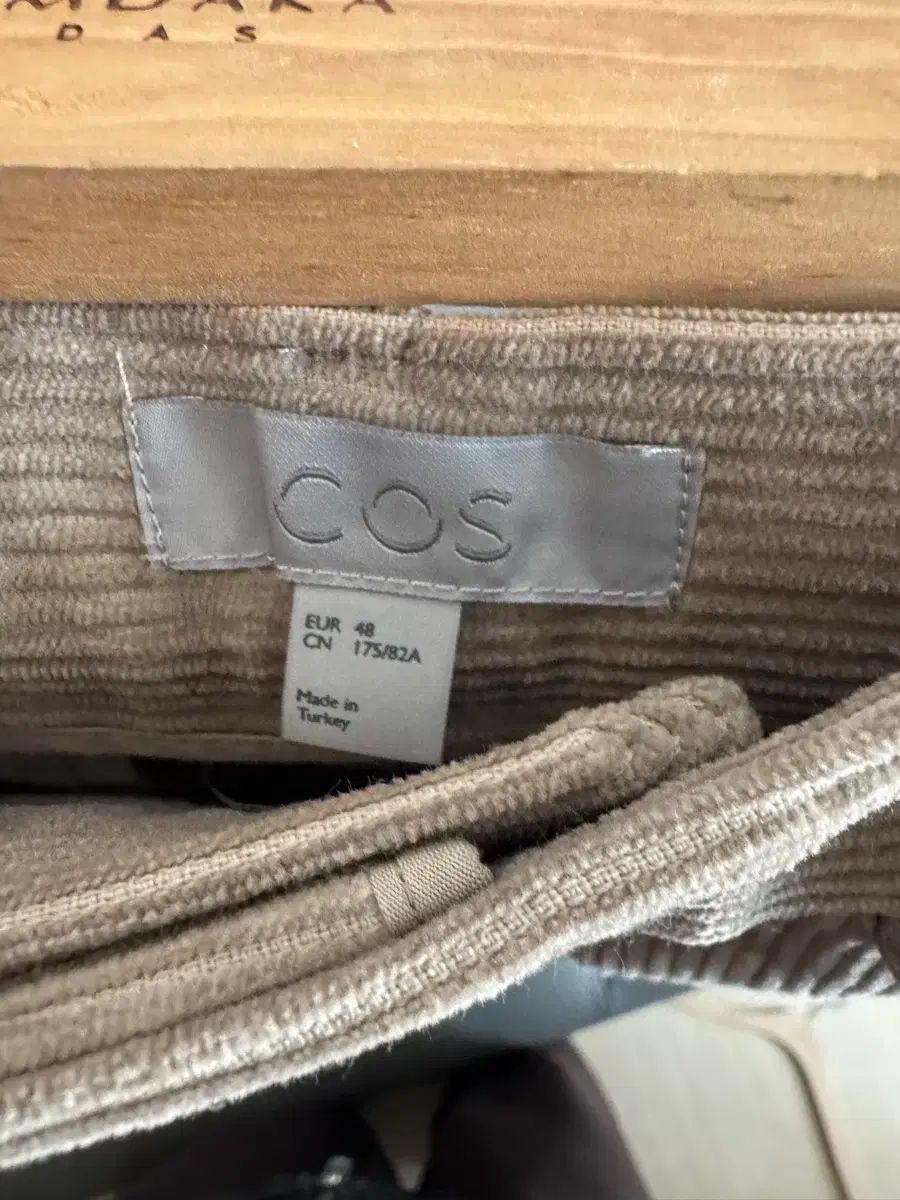 D A S
COS
EUR 48
CN 175/82A
Made in
Turkey